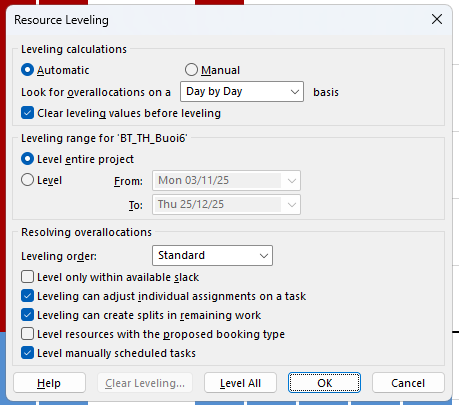 Resource Leveling
Leveling calculations
Automatic Manual
Look for overallocations on a Day by Day basis
Clear leveling values before leveling
Leveling range for 'BT_TH_Buoi6'
Level entire project
Level From: Mon 03/11/25
To: Thu 25/12/25
Resolving overallocations
Leveling order: Standard
Level only within available slack
Leveling can adjust individual assignments on a task
Leveling can create splits in remaining work
Level resources with the proposed booking type
Level manually scheduled tasks
Help Clear Leveling... Level All OK Cancel